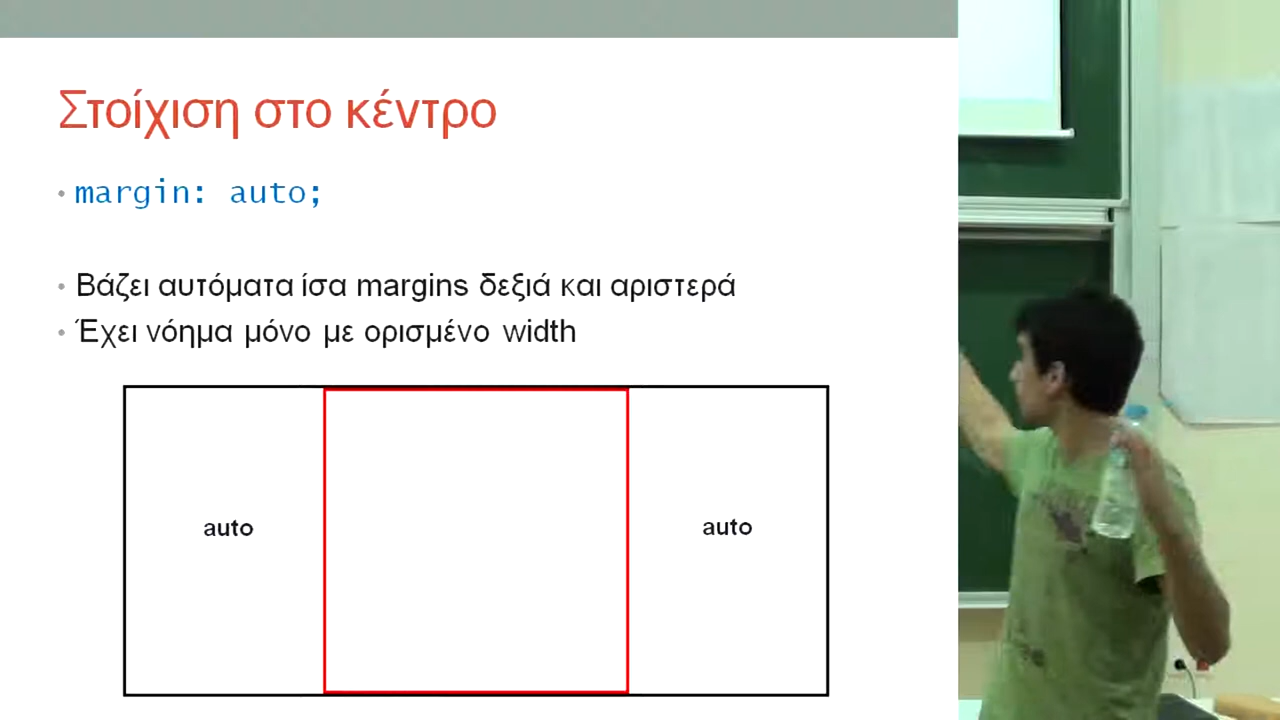 Στοίχιση στο κέντρο
margin: auto;
Βάζει αυτόματα ίσα margins δεξιά και αριστερά
Έχει νόημα μόνο με ορισμένο width
auto
auto